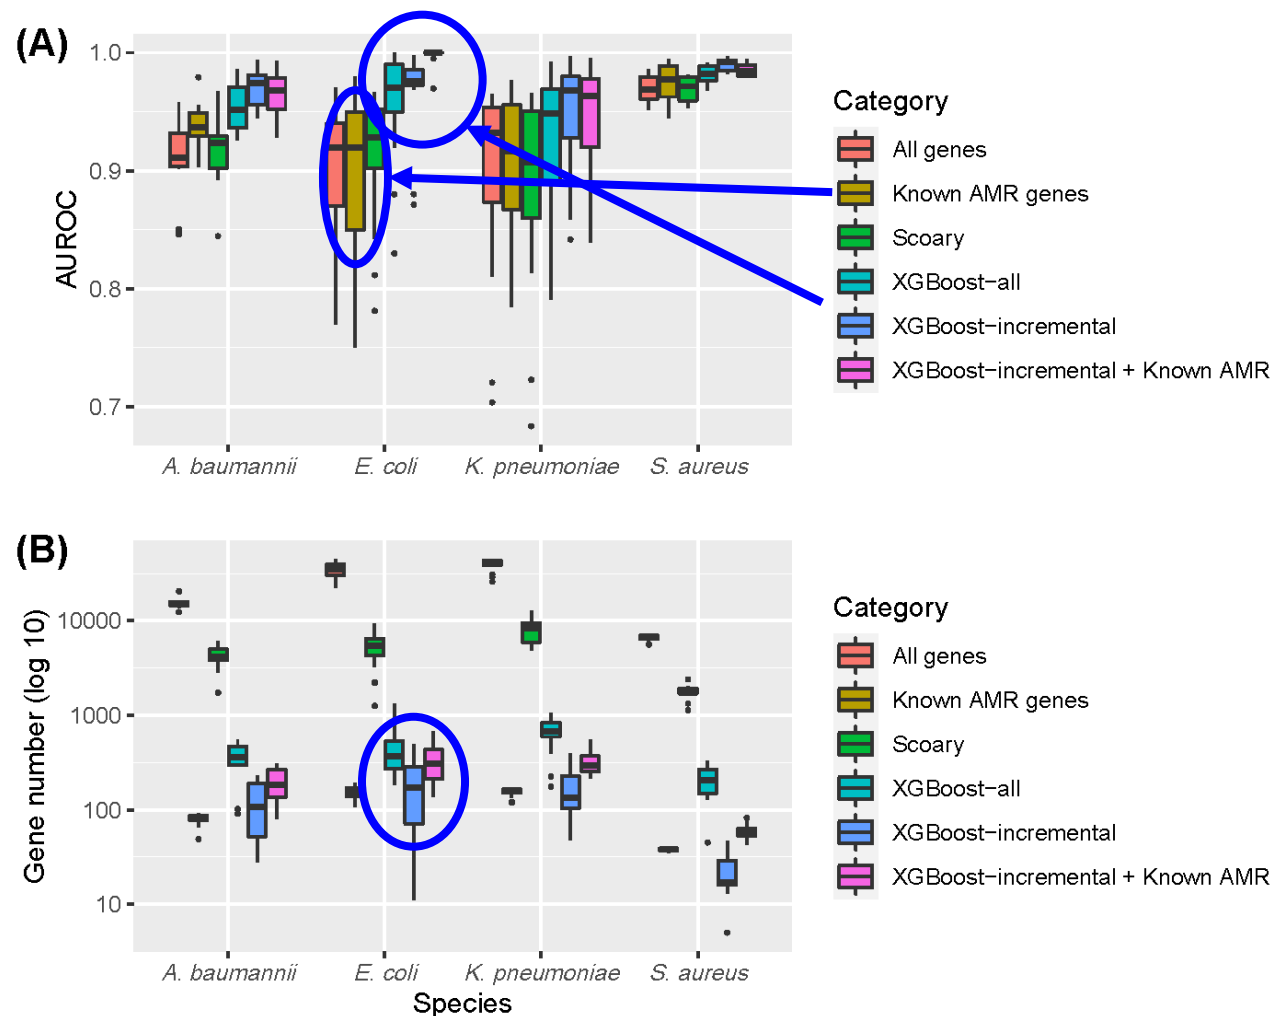 (A)
1.0
0.9
0.8
0.7
AUROC
A. baumannii E. coli K. pneumoniae S. aureus
Category
All genes
Known AMR genes
Scoary
XGBoost−all
XGBoost−incremental
XGBoost−incremental + Known AMR
(B)
10000
1000
100
10
Gene number (log 10)
A. baumannii E. coli K. pneumoniae S. aureus
Species
Category
All genes
Known AMR genes
Scoary
XGBoost−all
XGBoost−incremental
XGBoost−incremental + Known AMR